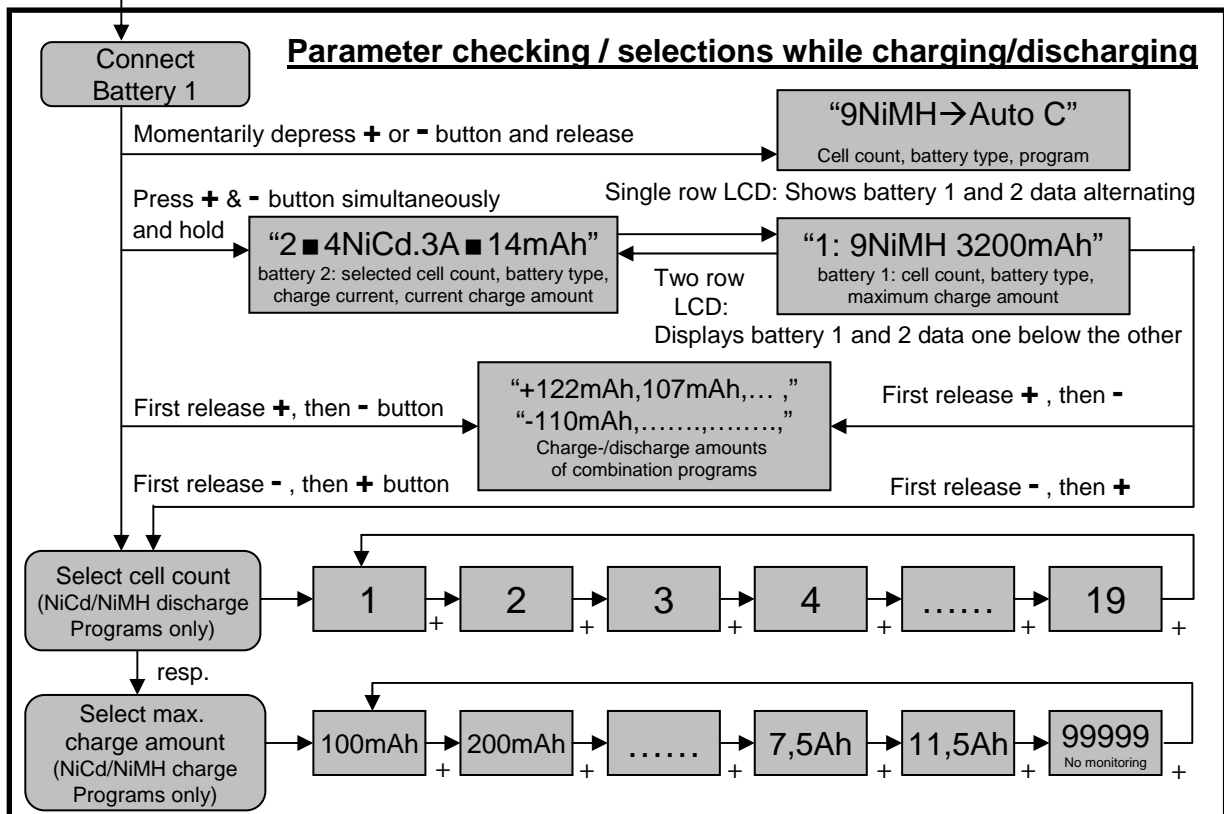 Parameter checking / selections while charging/discharging
Connect
Battery 1
Momentarily depress + or - button and release
“9NiMH→Auto C”
Cell count, battery type, program
Press + & - button simultaneously
and hold
Single row LCD: Shows battery 1 and 2 data alternating
“2 ■ 4NiCd.3A ■ 14mAh”
battery 2: selected cell count, battery type,
charge current, current charge amount
“1: 9NiMH 3200mAh”
battery 1: cell count, battery type,
maximum charge amount
Two row
LCD:
Displays battery 1 and 2 data one below the other
First release +, then - button
“+122mAh,107mAh,… ,”
“-110mAh,…….,…..…,”
Charge-/discharge amounts
of combination programs
First release + , then -
First release - , then + button
First release - , then +
Select cell count
(NiCd/NiMH discharge
Programs only)
1 + 2 + 3 + 4 + …… + 19 +
resp.
Select max.
charge amount
(NiCd/NiMH charge
Programs only)
100mAh + 200mAh + …… + 7,5Ah + 11,5Ah + 99999 +
No monitoring